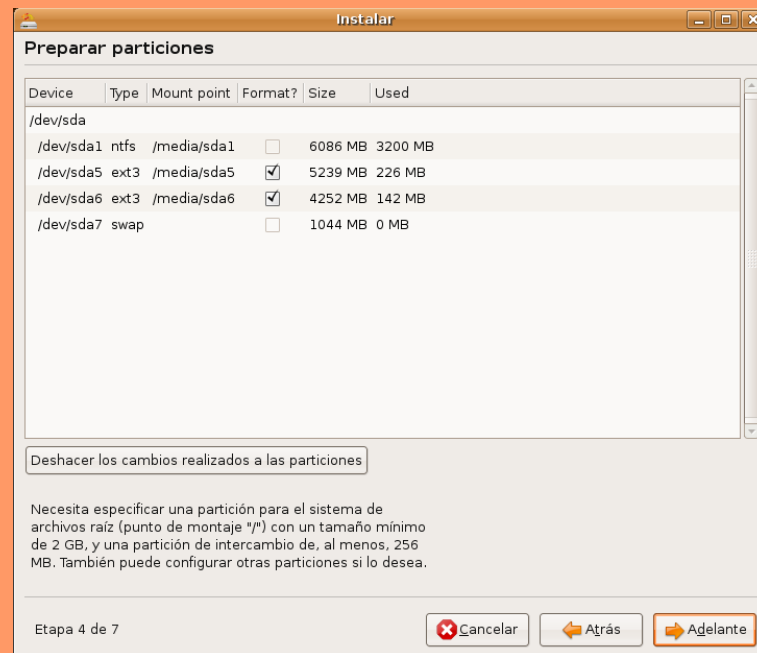 Instalar
Preparar particiones
Device Type Mount point Format? Size Used
/dev/sda
/dev/sda1 ntfs /media/sda1 6086 MB 3200 MB
/dev/sda5 ext3 /media/sda5 5239 MB 226 MB
/dev/sda6 ext3 /media/sda6 4252 MB 142 MB
/dev/sda7 swap 1044 MB 0 MB
Deshacer los cambios realizados a las particiones
Necesita especificar una partición para el sistema de
archivos raíz (punto de montaje "/") con un tamaño mínimo
de 2 GB, y una partición de intercambio de, al menos, 256
MB. También puede configurar otras particiones si lo desea.
Etapa 4 de 7 Cancelar Atrás Adelante